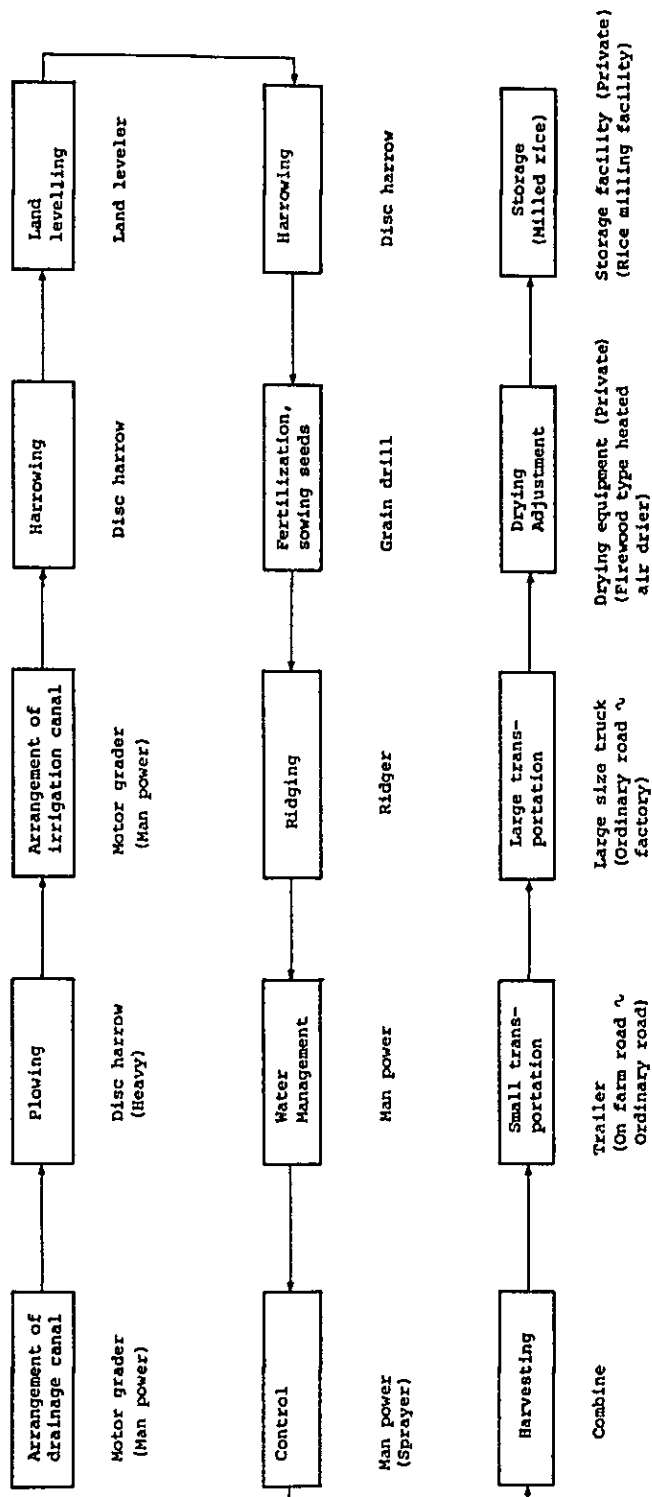 Arrangement of
drainage canal
Motor grader
(Man power)
Plowing
Disc harrow
(Heavy)
Arrangement of
irrigation canal
Motor grader
(Man power)
Harrowing
Disc harrow
Land
levelling
Land leveler
Harrowing
Disc harrow
Fertilization,
sowing seeds
Grain drill
Ridging
Ridger
Water
Management
Man power
Control
Man power
(Sprayer)
Harvesting
Combine
Small trans-
portation
Trailer
(On farm road ~
Ordinary road)
Large trans-
portation
Large size truck
(Ordinary road ~
factory)
Drying
Adjustment
Drying equipment (Private)
(Firewood type heated
air drier)
Storage
(Milled rice)
Storage facility (Private)
(Rice milling facility)